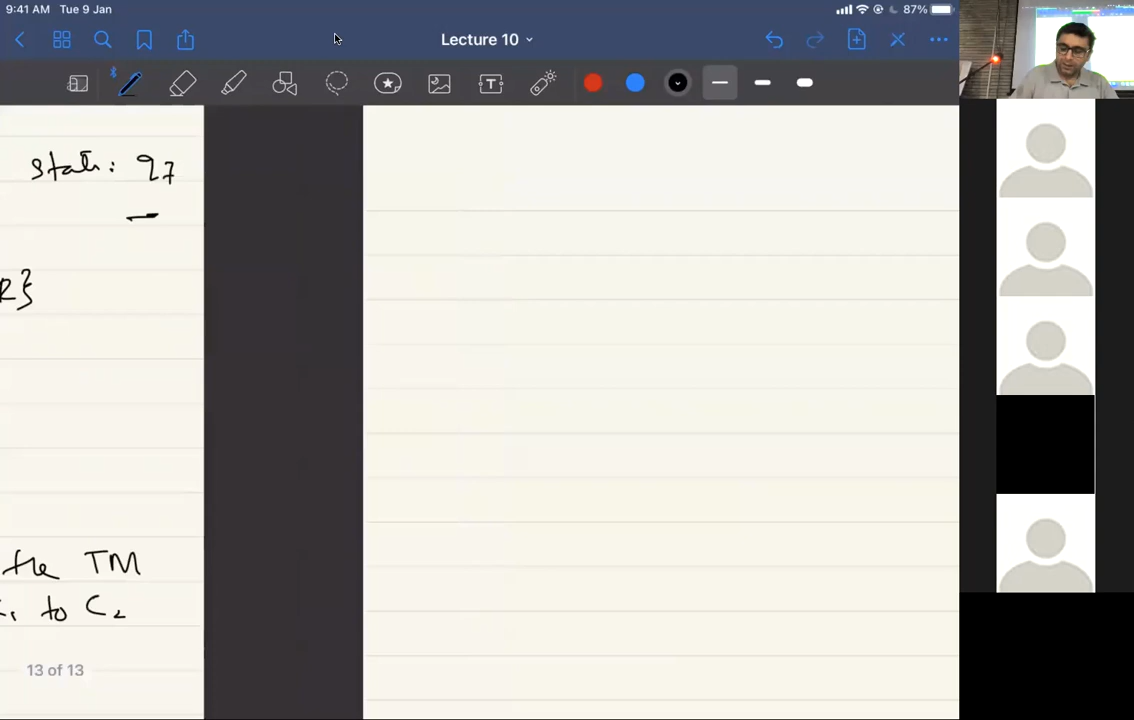 9:41 AM Tue 9 Jan
87%
Lecture 10
T
State: q7
R}
the TM
to C2
13 of 13